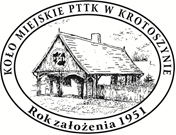 KOŁO MIEJSKIE PTTK W KROTOSZYNIE
Rok założenia 1951